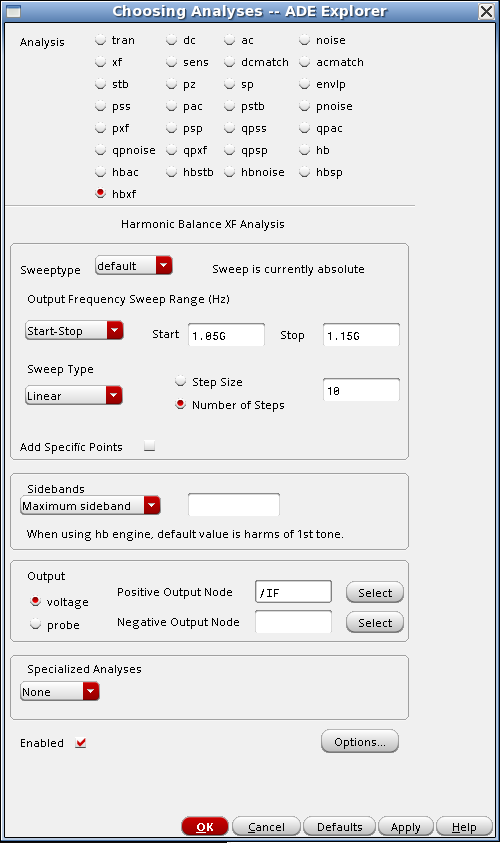 Choosing Analyses -- ADE Explorer
Analysis tran dc ac noise
xf sens dcmatch acmatch
stb pz sp envlp
pss pac pstb pnoise
pxf psp qpss qpac
qpnoise qpxf qpsp hb
hbac hbstb hbnoise hbsp
hbxf
Harmonic Balance XF Analysis
Sweeptype default Sweep is currently absolute
Output Frequency Sweep Range (Hz)
Start-Stop Start 1.05G Stop 1.15G
Sweep Type
Step Size
Linear 10
Number of Steps
Add Specific Points
Sidebands
Maximum sideband
When using hb engine, default value is harms of 1st tone.
Output
voltage Positive Output Node /IF Select
probe Negative Output Node Select
Specialized Analyses
None
Enabled Options...
OK Cancel Defaults Apply Help